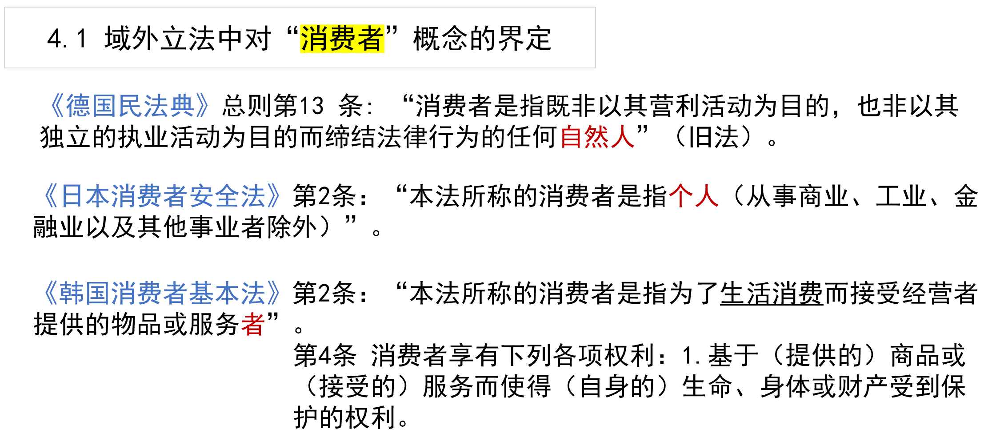 4.1 域外立法中对“消费者”概念的界定
《德国民法典》总则第13 条: “消费者是指既非以其营利活动为目的，也非以其
独立的执业活动为目的而缔结法律行为的任何自然人”（旧法）。
《日本消费者安全法》第2条：“本法所称的消费者是指个人（从事商业、工业、金
融业以及其他事业者除外）”。
《韩国消费者基本法》第2条：“本法所称的消费者是指为了生活消费而接受经营者
提供的物品或服务者”。
第4条 消费者享有下列各项权利：1.基于（提供的）商品或
（接受的）服务而使得（自身的）生命、身体或财产受到保
护的权利。